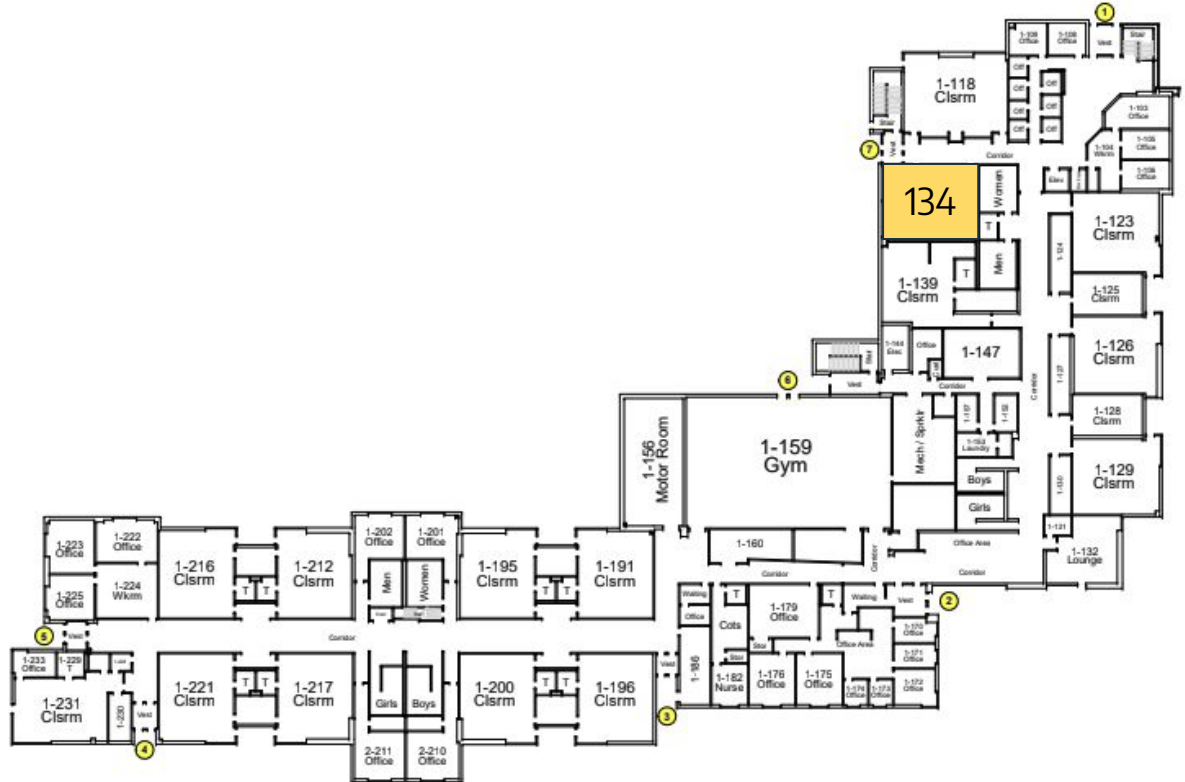 1
1-109
Office
1-108
Office
Vest
Stair
1-118
Clsrm
Off
Off
Off
Off
Off
Off
Off
Stair
7
Vest
Corridor
1-103
Office
1-104
Wkrm
1-105
Office
1-106
Office
Elev
134
Women
T
Men
1-123
Clsrm
1-124
1-139
Clsrm
T
1-125
Clsrm
1-144
Elec
Office
1-147
1-126
Clsrm
1-127
Stair
Vest
6
Corridor
Corridor
1-128
Clsrm
1-156
Motor Room
1-159
Gym
Mech / Sprklr
1-153
Laundry
Boys
Girls
1-129
Clsrm
1-130
1-131
1-132
Lounge
Office Area
Corridor
Corridor
1-160
Corridor
2
1-223
Office
1-222
Office
1-216
Clsrm
T
T
1-212
Clsrm
1-202
Office
1-201
Office
1-195
Clsrm
T
T
1-191
Clsrm
1-225
Office
1-224
Wkrm
Men
Women
Waiting
Office
T
Cots
1-179
Office
T
Waiting
Vest
Office Area
1-170
Office
1-171
Office
1-172
Office
5
Vest
Corridor
1-233
Office
1-229
T
1-231
Clsrm
1-230
Vest
4
1-221
Clsrm
T
T
1-217
Clsrm
Girls
Boys
1-200
Clsrm
T
T
1-196
Clsrm
Vest
3
1-186
Stor
1-182
Nurse
Stor
1-176
Office
1-175
Office
1-174
Office
1-173
Office
2-211
Office
2-210
Office